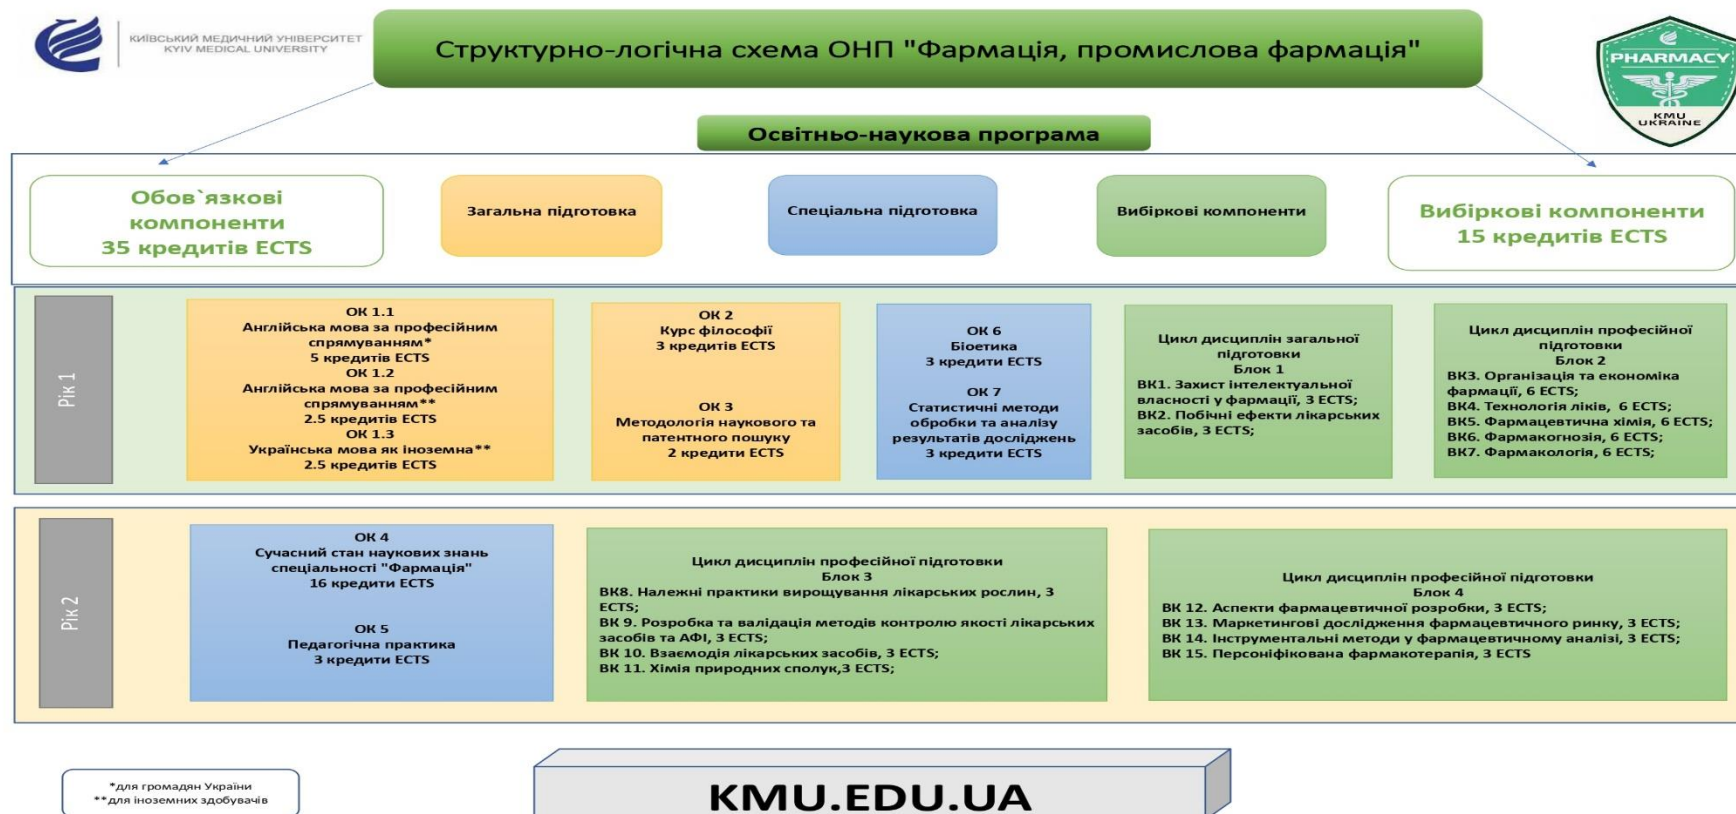 КИЇВСЬКИЙ МЕДИЧНИЙ УНІВЕРСИТЕТ
KYIV MEDICAL UNIVERSITY
Структурно-логічна схема ОНП "Фармація, промислова фармація"
PHARMACY
KMU
UKRAINE
Освітньо-наукова програма
Обов`язкові
компоненти
35 кредитів ECTS
Загальна підготовка
Спеціальна підготовка
Вибіркові компоненти
Вибіркові компоненти
15 кредитів ECTS
Рік 1
ОК 1.1
Англійська мова за професійним
спрямуванням*
5 кредитів ECTS
ОК 1.2
Англійська мова за професійним
спрямуванням**
2.5 кредитів ECTS
ОК 1.3
Українська мова як іноземна**
2.5 кредитів ECTS
ОК 2
Курс філософії
3 кредитів ECTS
ОК 3
Методологія наукового та
патентного пошуку
2 кредити ECTS
ОК 6
Біоетика
3 кредити ECTS
ОК 7
Статистичні методи
обробки та аналізу
результатів досліджень
3 кредити ECTS
Цикл дисциплін загальної
підготовки
Блок 1
ВК1. Захист інтелектуальної
власності у фармації, 3 ECTS;
ВК2. Побічні ефекти лікарських
засобів, 3 ECTS;
Цикл дисциплін професійної
підготовки
Блок 2
ВК3. Організація та економіка
фармації, 6 ECTS;
ВК4. Технологія ліків, 6 ECTS;
ВК5. Фармацевтична хімія, 6 ECTS;
ВК6. Фармакогнозія, 6 ECTS;
ВК7. Фармакологія, 6 ECTS;
Рік 2
ОК 4
Сучасний стан наукових знань
спеціальності "Фармація"
16 кредити ECTS
ОК 5
Педагогічна практика
3 кредити ECTS
Цикл дисциплін професійної підготовки
Блок 3
ВК8. Належні практики вирощування лікарських рослин, 3
ECTS;
ВК 9. Розробка та валідація методів контролю якості лікарських
засобів та АФІ, 3 ECTS;
ВК 10. Взаємодія лікарських засобів, 3 ECTS;
ВК 11. Хімія природних сполук,3 ECTS;
Цикл дисциплін професійної підготовки
Блок 4
ВК 12. Аспекти фармацевтичної розробки, 3 ECTS;
ВК 13. Маркетингові дослідження фармацевтичного ринку, 3 ECTS;
ВК 14. Інструментальні методи у фармацевтичному аналізі, 3 ECTS;
ВК 15. Персоніфікована фармакотерапія, 3 ECTS
*для громадян України
**для іноземних здобувачів
KMU.EDU.UA